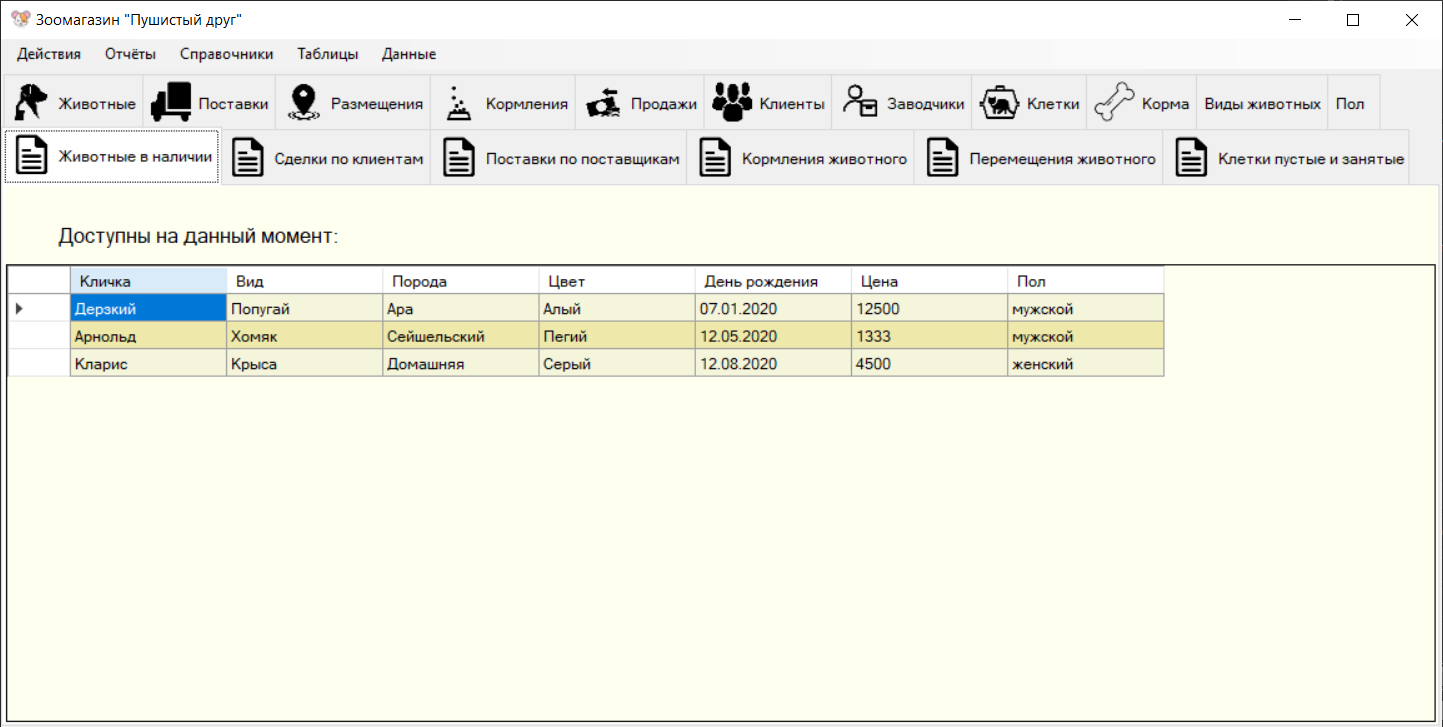 Зоомагазин "Пушистый друг"
Действия Отчёты Справочники Таблицы Данные
Животные Поставки Размещения Кормления Продажи Клиенты Заводчики Клетки Корма Виды животных Пол
Животные в наличии Сделки по клиентам Поставки по поставщикам Кормления животного Перемещения животного Клетки пустые и занятые
Доступны на данный момент:
Кличка Вид Порода Цвет День рождения Цена Пол
Дерзкий Попугай Ара Алый 07.01.2020 12500 мужской
Арнольд Хомяк Сейшельский Пегий 12.05.2020 1333 мужской
Кларис Крыса Домашняя Серый 12.08.2020 4500 женский